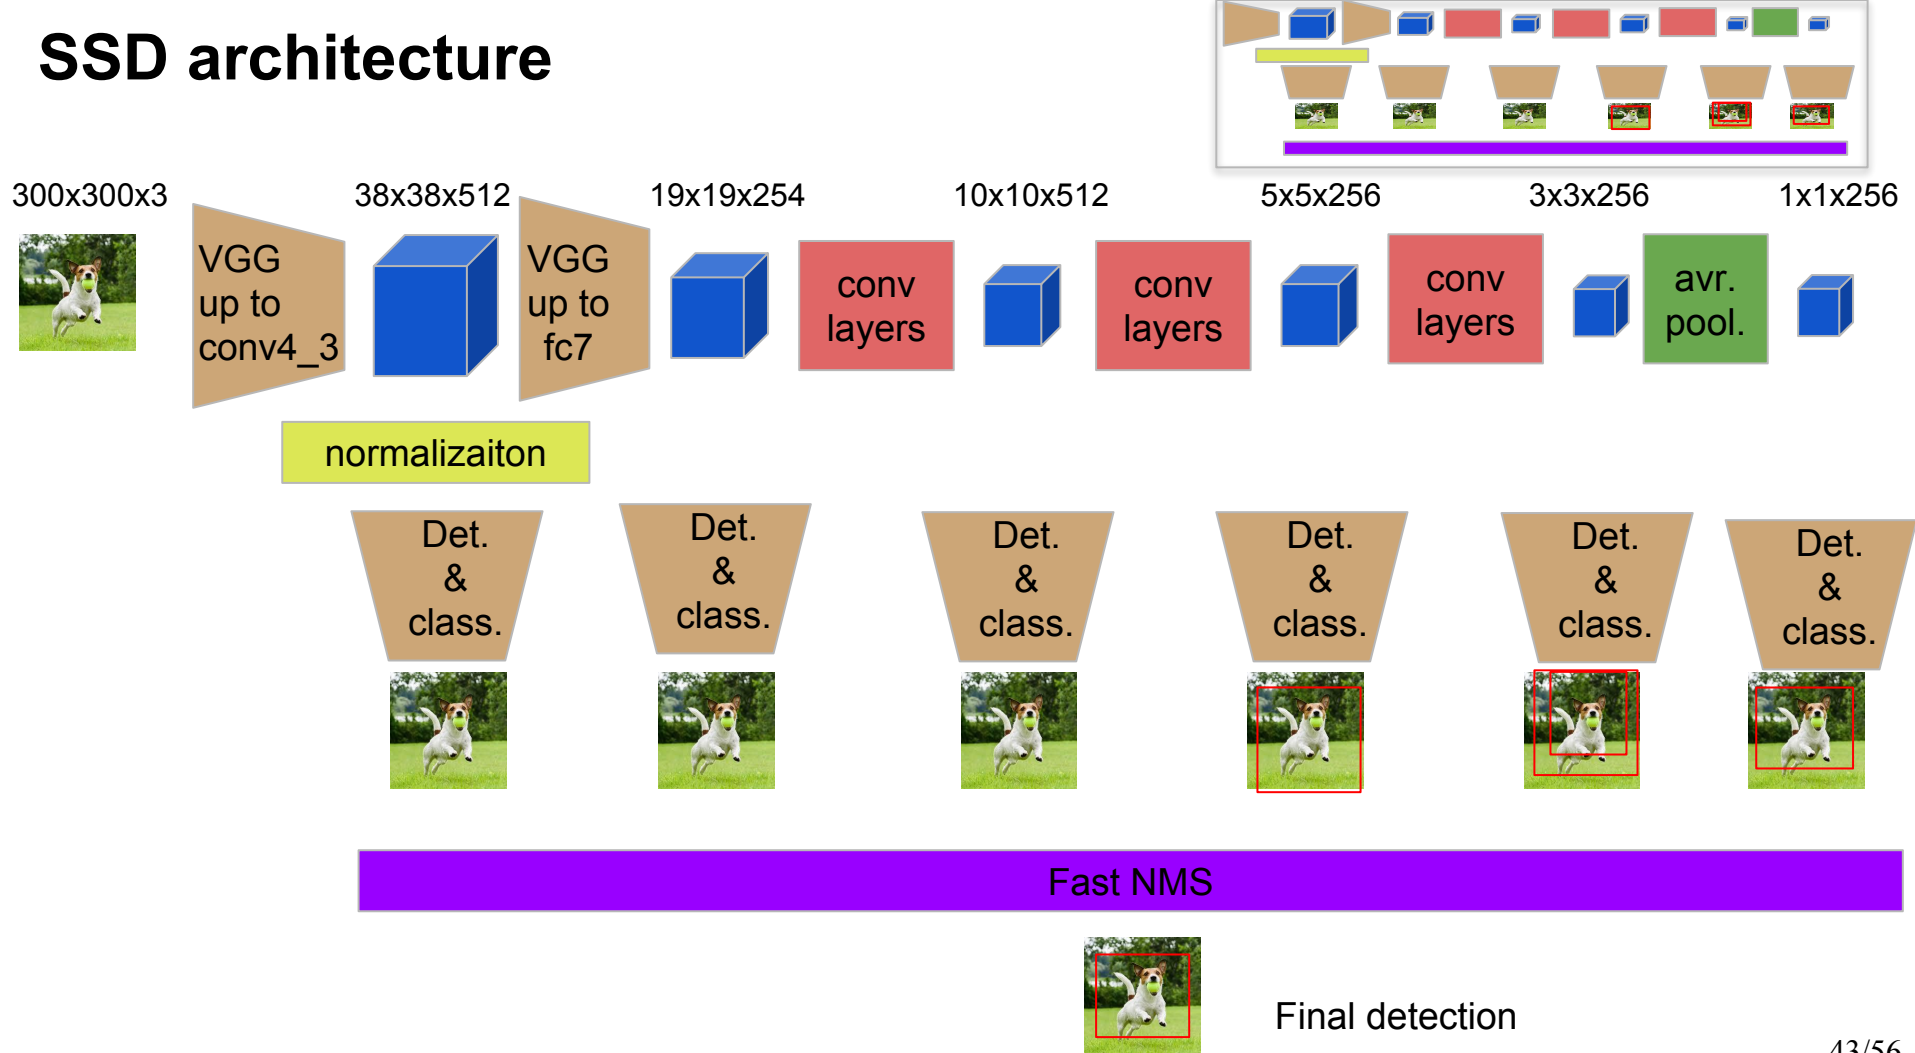 SSD architecture
300x300x3
38x38x512
19x19x254
10x10x512
5x5x256
3x3x256
1x1x256
VGG
up to
conv4_3
VGG
up to
fc7
conv
layers
conv
layers
conv
layers
avr.
pool.
normalizaiton
Det.
&
class.
Det.
&
class.
Det.
&
class.
Det.
&
class.
Det.
&
class.
Det.
&
class.
Fast NMS
Final detection
43/56